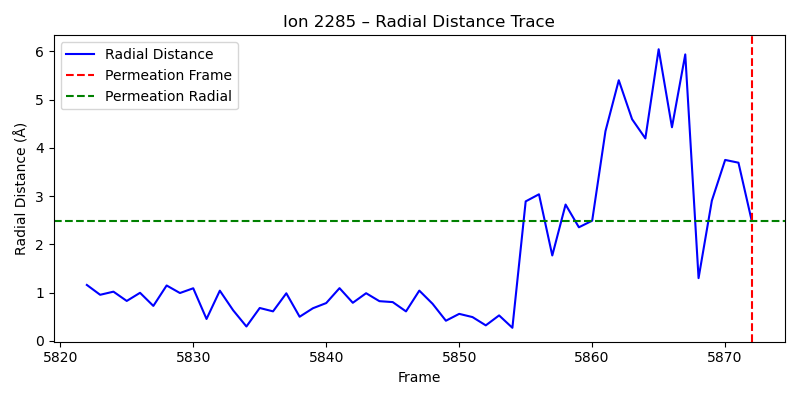 Ion 2285 – Radial Distance Trace
Radial Distance
Permeation Frame
Permeation Radial
Radial Distance (Å)
6
5
4
3
2
1
0
5820 5830 5840 5850 5860 5870
Frame